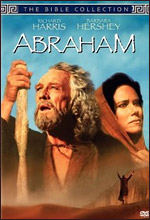 THE BIBLE COLLECTION
RICHARD HARRIS
BARBARA HERSHEY
ABRAHAM